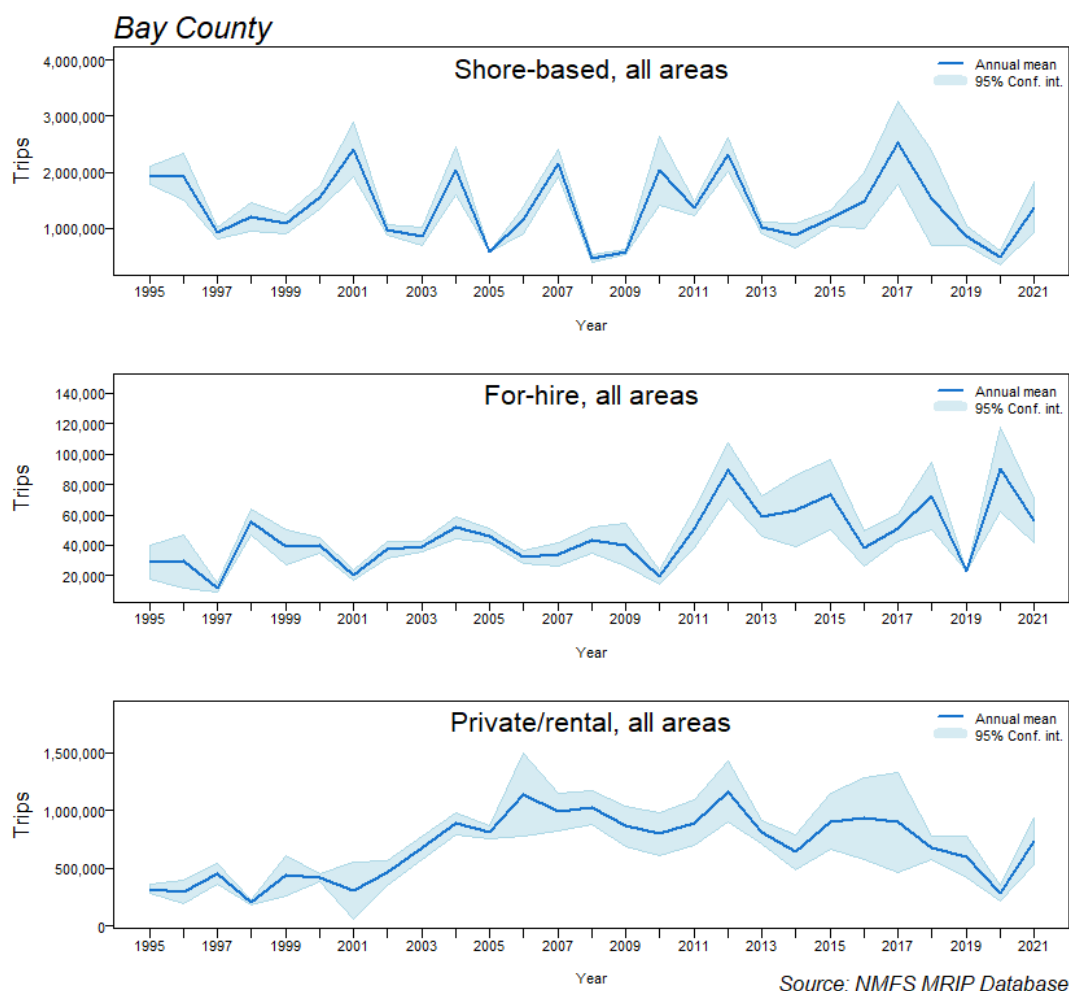 Bay County
Shore-based, all areas
Annual mean
95% Conf. int.
Trips
4,000,000
3,000,000
2,000,000
1,000,000
1995 1997 1999 2001 2003 2005 2007 2009 2011 2013 2015 2017 2019 2021
Year
For-hire, all areas
Annual mean
95% Conf. int.
Trips
140,000
120,000
100,000
80,000
60,000
40,000
20,000
1995 1997 1999 2001 2003 2005 2007 2009 2011 2013 2015 2017 2019 2021
Year
Private/rental, all areas
Annual mean
95% Conf. int.
Trips
1,500,000
1,000,000
500,000
0
1995 1997 1999 2001 2003 2005 2007 2009 2011 2013 2015 2017 2019 2021
Year
Source: NMFS MRIP Database